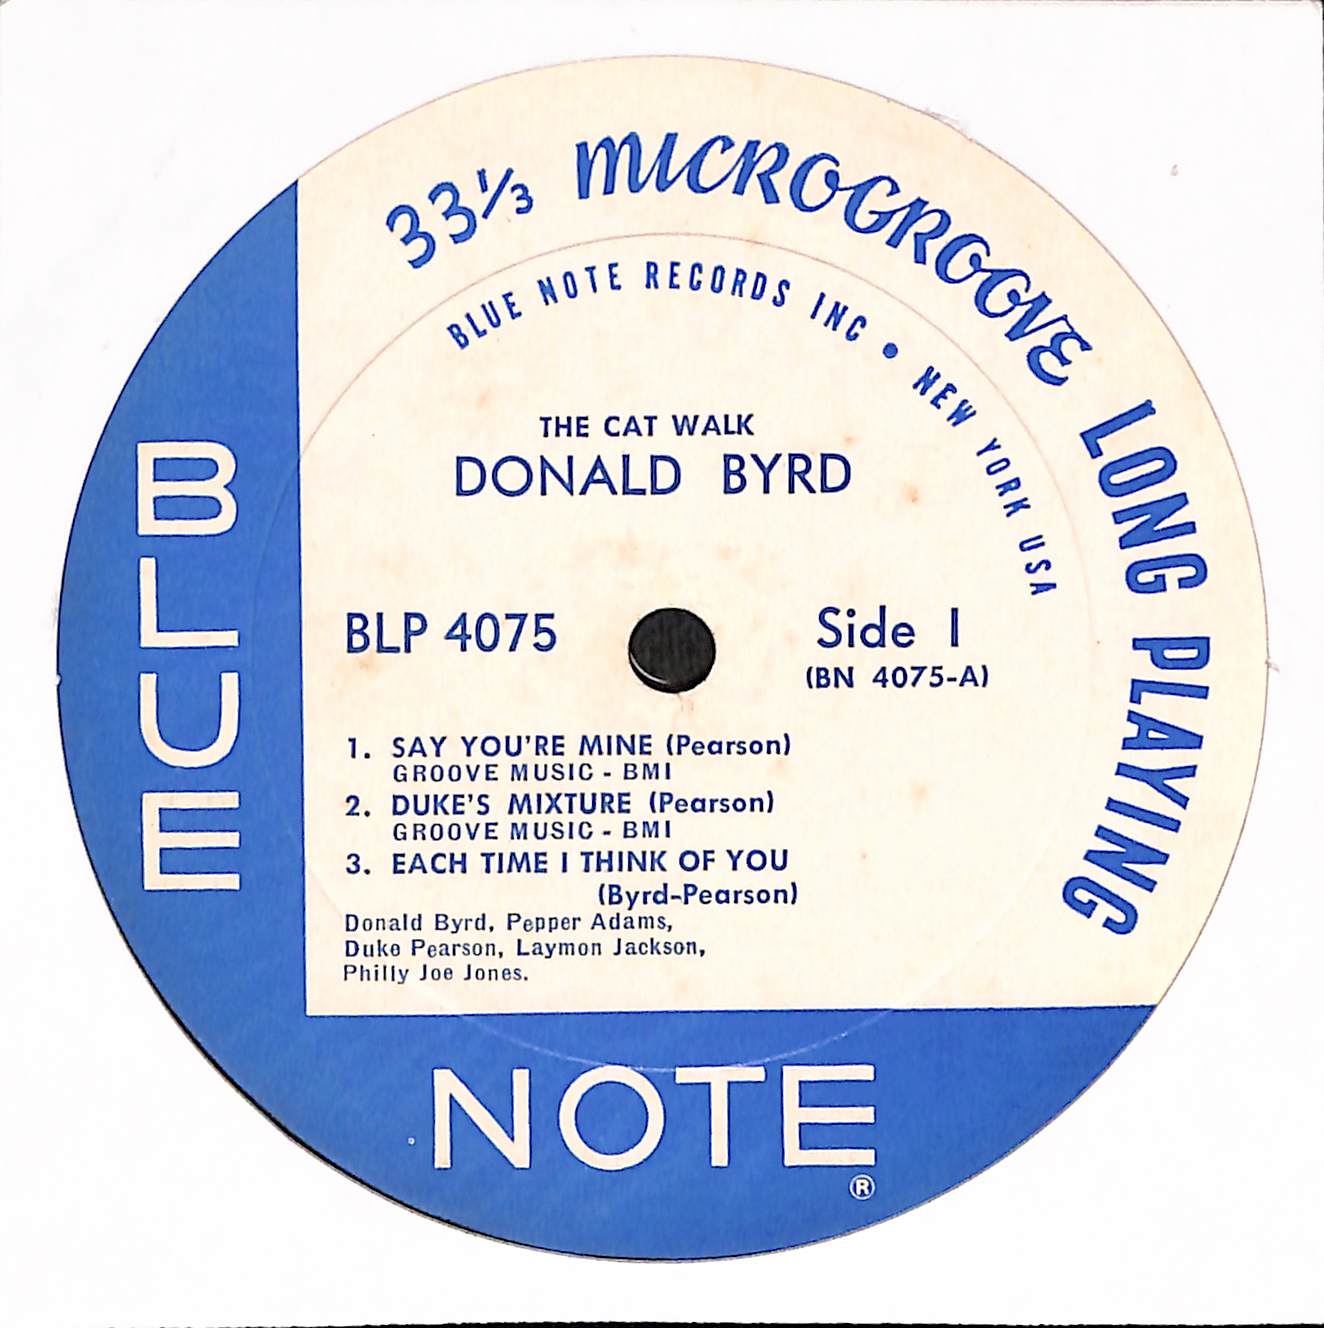 33⅓ MICROGROOVE LONG PLAYING
BLUE NOTE RECORDS INC • NEW YORK USA
THE CAT WALK
DONALD BYRD
BLP 4075
Side 1
(BN 4075-A)
1. SAY YOU'RE MINE (Pearson)
GROOVE MUSIC - BMI
2. DUKE'S MIXTURE (Pearson)
GROOVE MUSIC - BMI
3. EACH TIME I THINK OF YOU
(Byrd-Pearson)
Donald Byrd, Pepper Adams,
Duke Pearson, Laymon Jackson,
Philly Joe Jones.
BLUE
NOTE
®